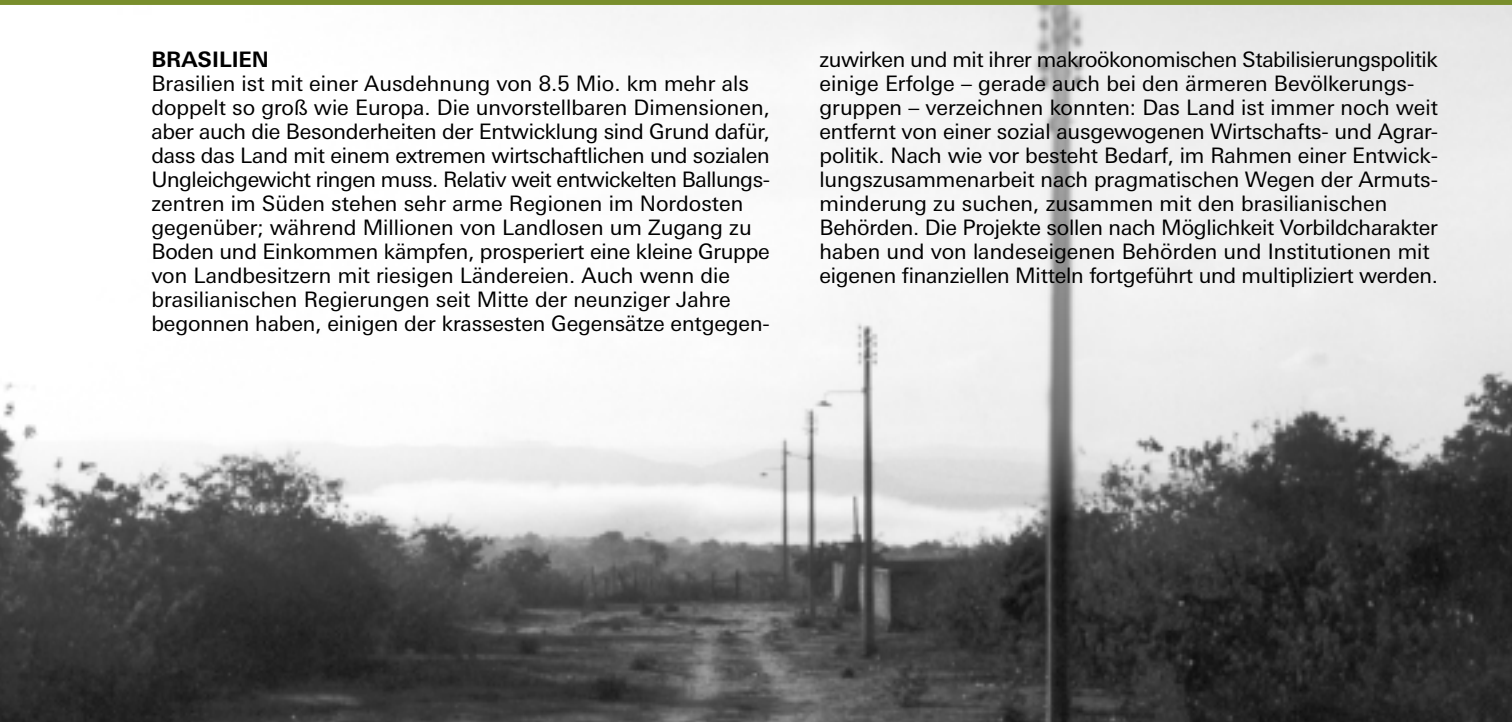 BRASILIEN
Brasilien ist mit einer Ausdehnung von 8.5 Mio. km mehr als
doppelt so groß wie Europa. Die unvorstellbaren Dimensionen,
aber auch die Besonderheiten der Entwicklung sind Grund dafür,
dass das Land mit einem extremen wirtschaftlichen und sozialen
Ungleichgewicht ringen muss. Relativ weit entwickelten Ballungs-
zentren im Süden stehen sehr arme Regionen im Nordosten
gegenüber; während Millionen von Landlosen um Zugang zu
Boden und Einkommen kämpfen, prosperiert eine kleine Gruppe
von Landbesitzern mit riesigen Ländereien. Auch wenn die
brasilianischen Regierungen seit Mitte der neunziger Jahre
begonnen haben, einigen der krassesten Gegensätze entgegen-
zuwirken und mit ihrer makroökonomischen Stabilisierungspolitik
einige Erfolge – gerade auch bei den ärmeren Bevölkerungs-
gruppen – verzeichnen konnten: Das Land ist immer noch weit
entfernt von einer sozial ausgewogenen Wirtschafts- und Agrar-
politik. Nach wie vor besteht Bedarf, im Rahmen einer Entwick-
lungszusammenarbeit nach pragmatischen Wegen der Armuts-
minderung zu suchen, zusammen mit den brasilianischen
Behörden. Die Projekte sollen nach Möglichkeit Vorbildcharakter
haben und von landeseigenen Behörden und Institutionen mit
eigenen finanziellen Mitteln fortgeführt und multipliziert werden.